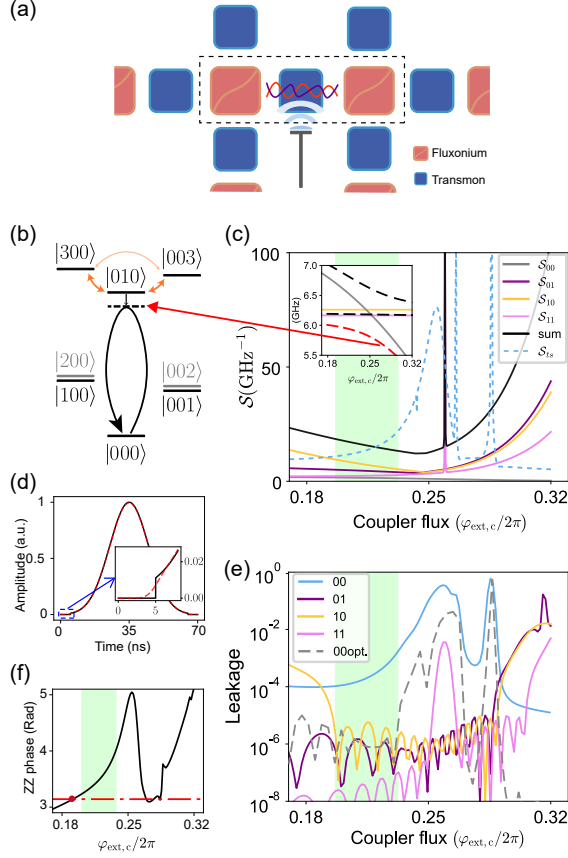 (a)
Fluxonium
Transmon
(b)
|300⟩
|010⟩
|003⟩
|200⟩
|100⟩
|002⟩
|001⟩
|000⟩
(c)
100
50
0
𝒮(GHz⁻¹)
0.18
0.25
0.32
Coupler flux (φext, c/2π)
7.0
6.5
6.0
5.5
(GHz)
0.18
0.25
0.32
φext, c/2π
𝒮00
𝒮01
𝒮10
𝒮11
sum
𝒮ts
(d)
1
0
Amplitude (a.u.)
0
35
70
Time (ns)
0.02
0.00
0
5
(e)
10⁰
10⁻²
10⁻⁴
10⁻⁶
10⁻⁸
Leakage
00
01
10
11
00opt.
0.18
0.25
0.32
Coupler flux (φext, c/2π)
(f)
5
4
3
ZZ phase (Rad)
0.18
0.25
0.32
φext, c/2π